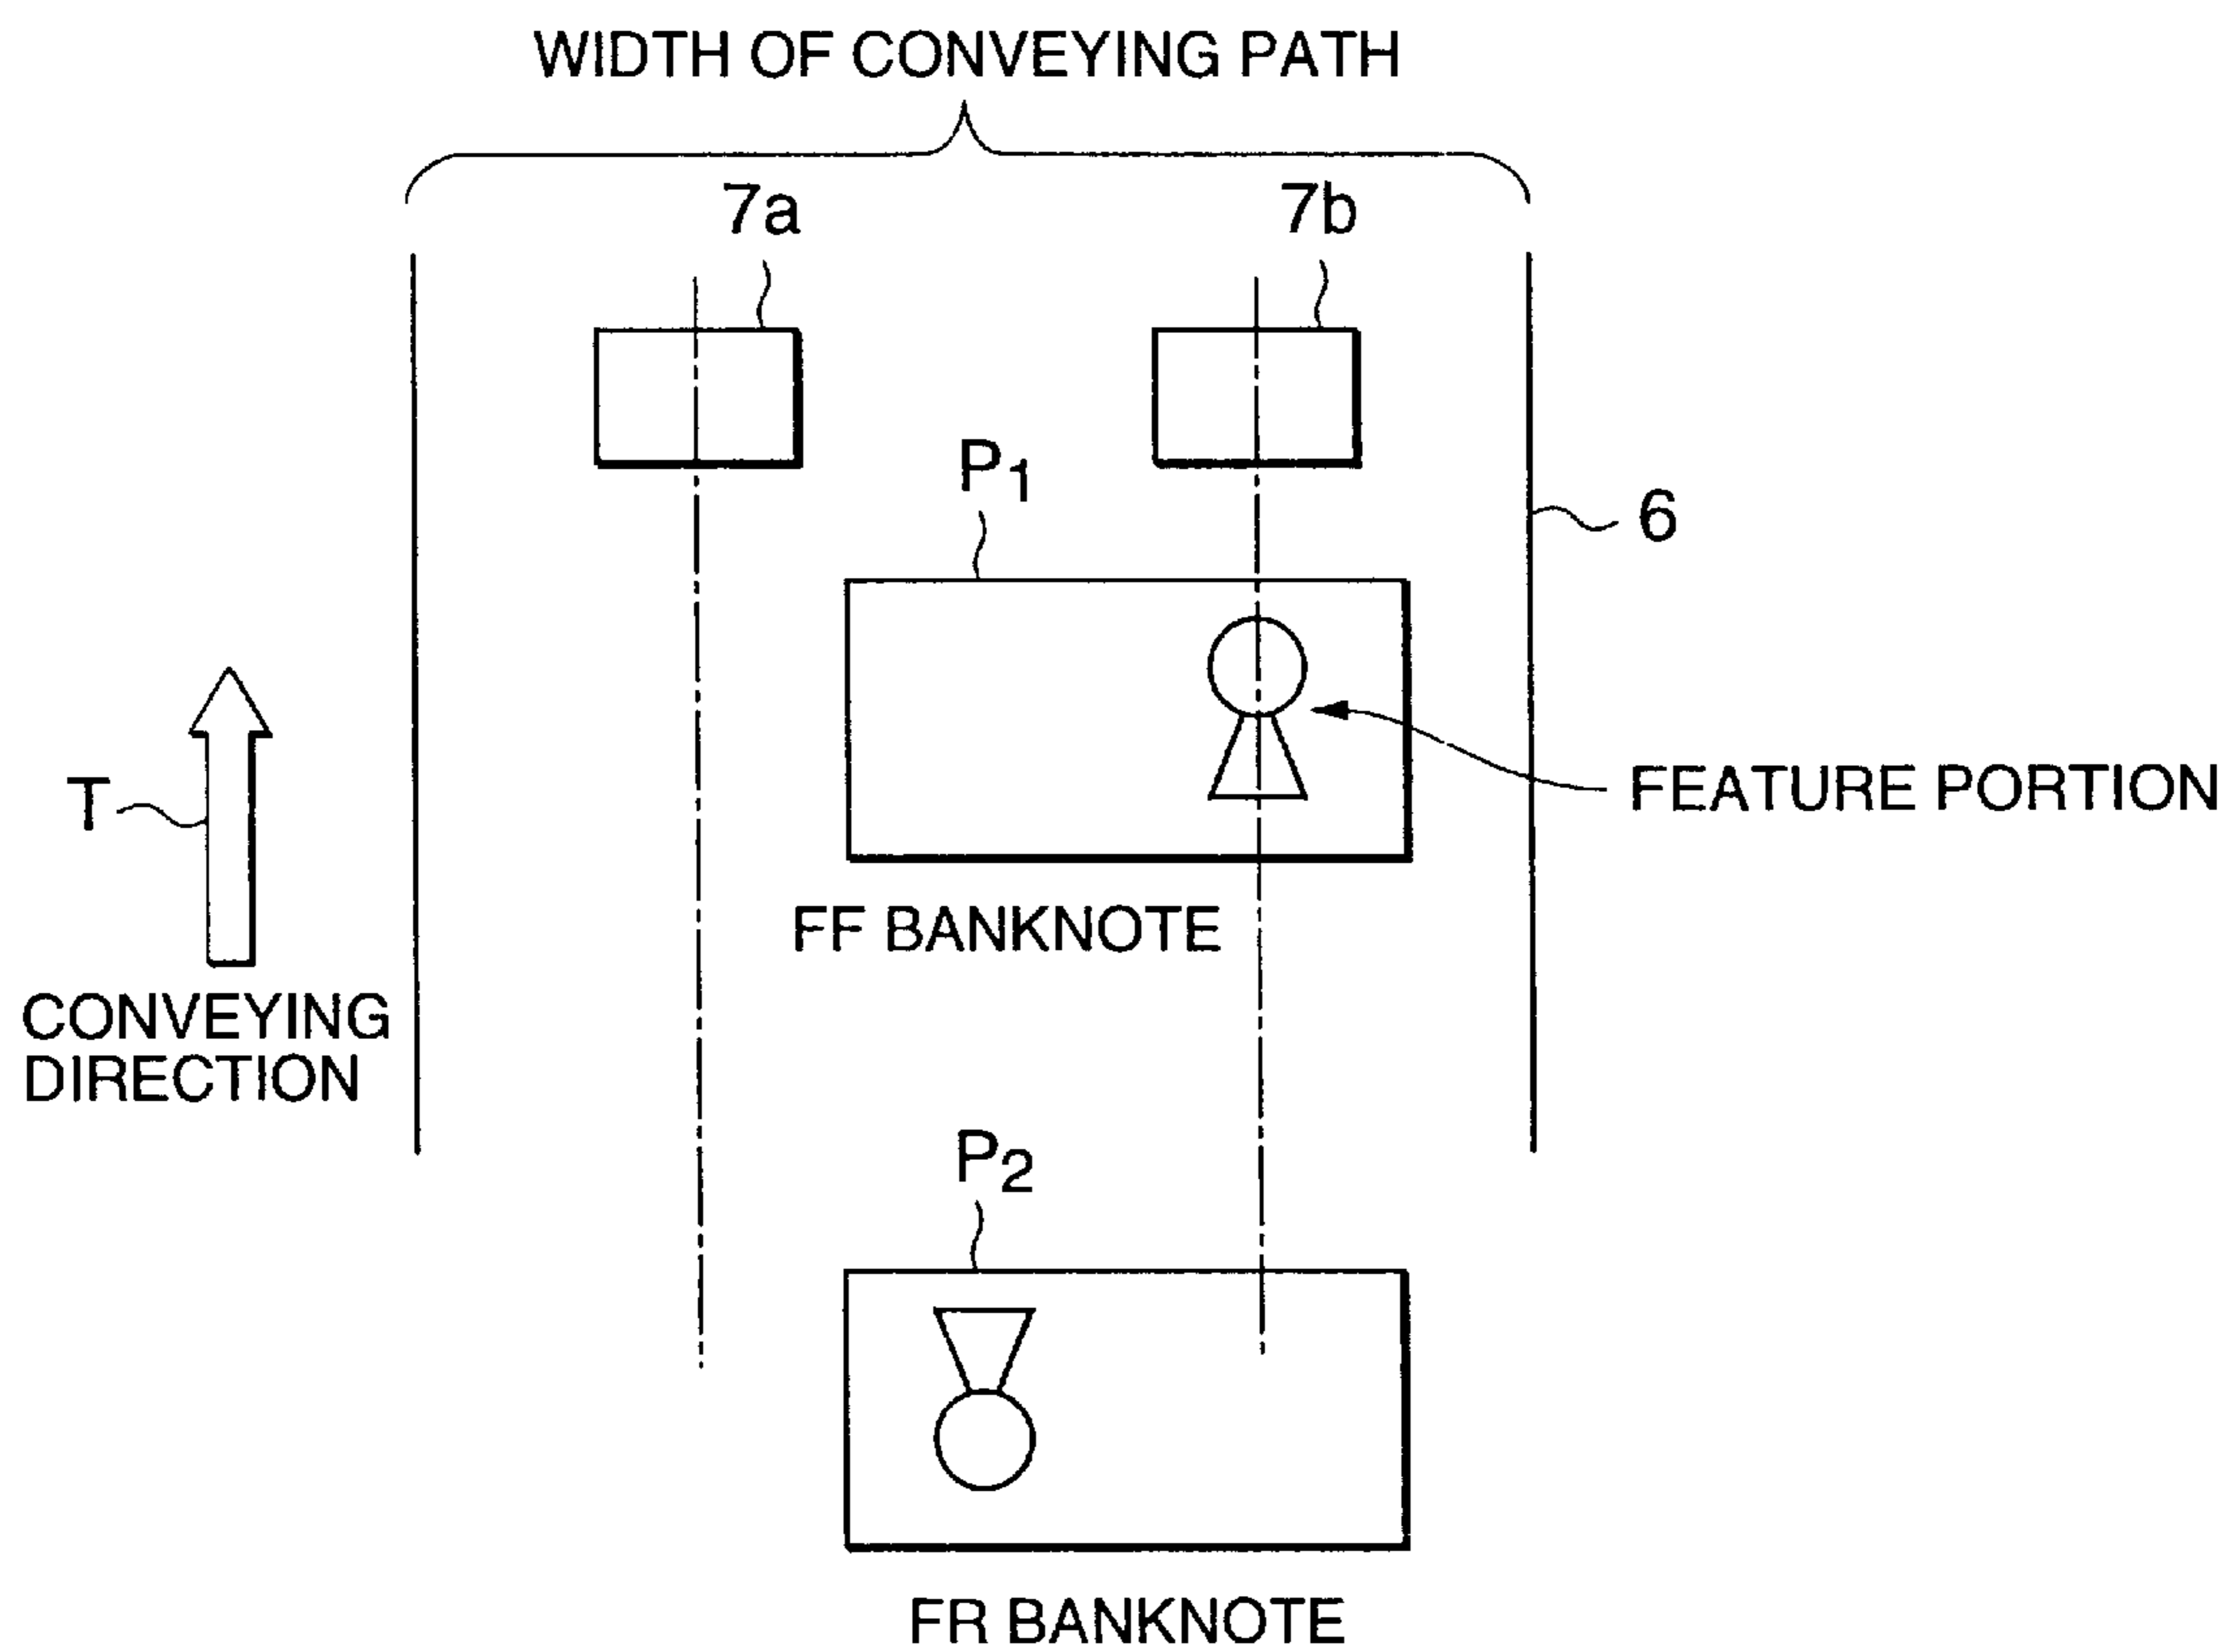 WIDTH OF CONVEYING PATH
7a
7b
P1
6
T
FEATURE PORTION
FF BANKNOTE
CONVEYING
DIRECTION
P2
FR BANKNOTE